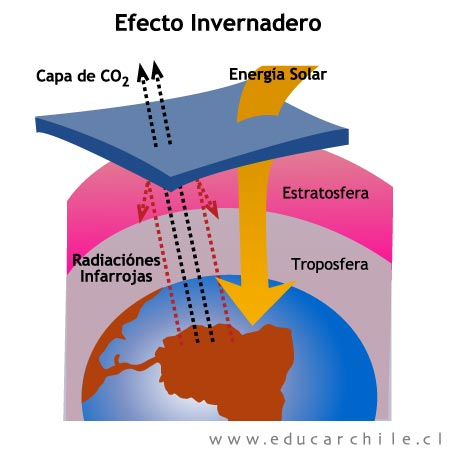 Efecto Invernadero
Capa de CO₂
Energía Solar
Estratosfera
Radiaciónes
Infarrojas
Troposfera
www.educarchile.cl